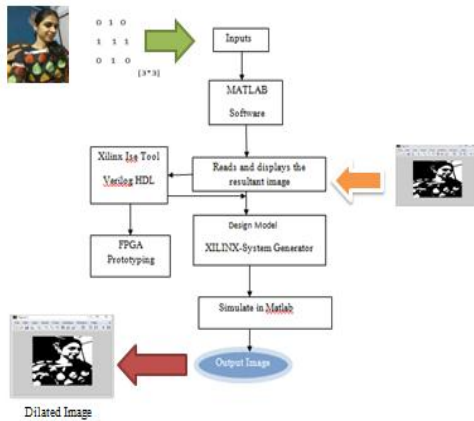 0 1 0
1 1 1
0 1 0
[3*3]
Inputs
MATLAB
Software
Xilinx Ise Tool
Verilog HDL
Reads and displays the
resultant image
FPGA
Prototyping
Design Model
XILINX-System Generator
Simulate in Matlab
Output Image
Dilated Image